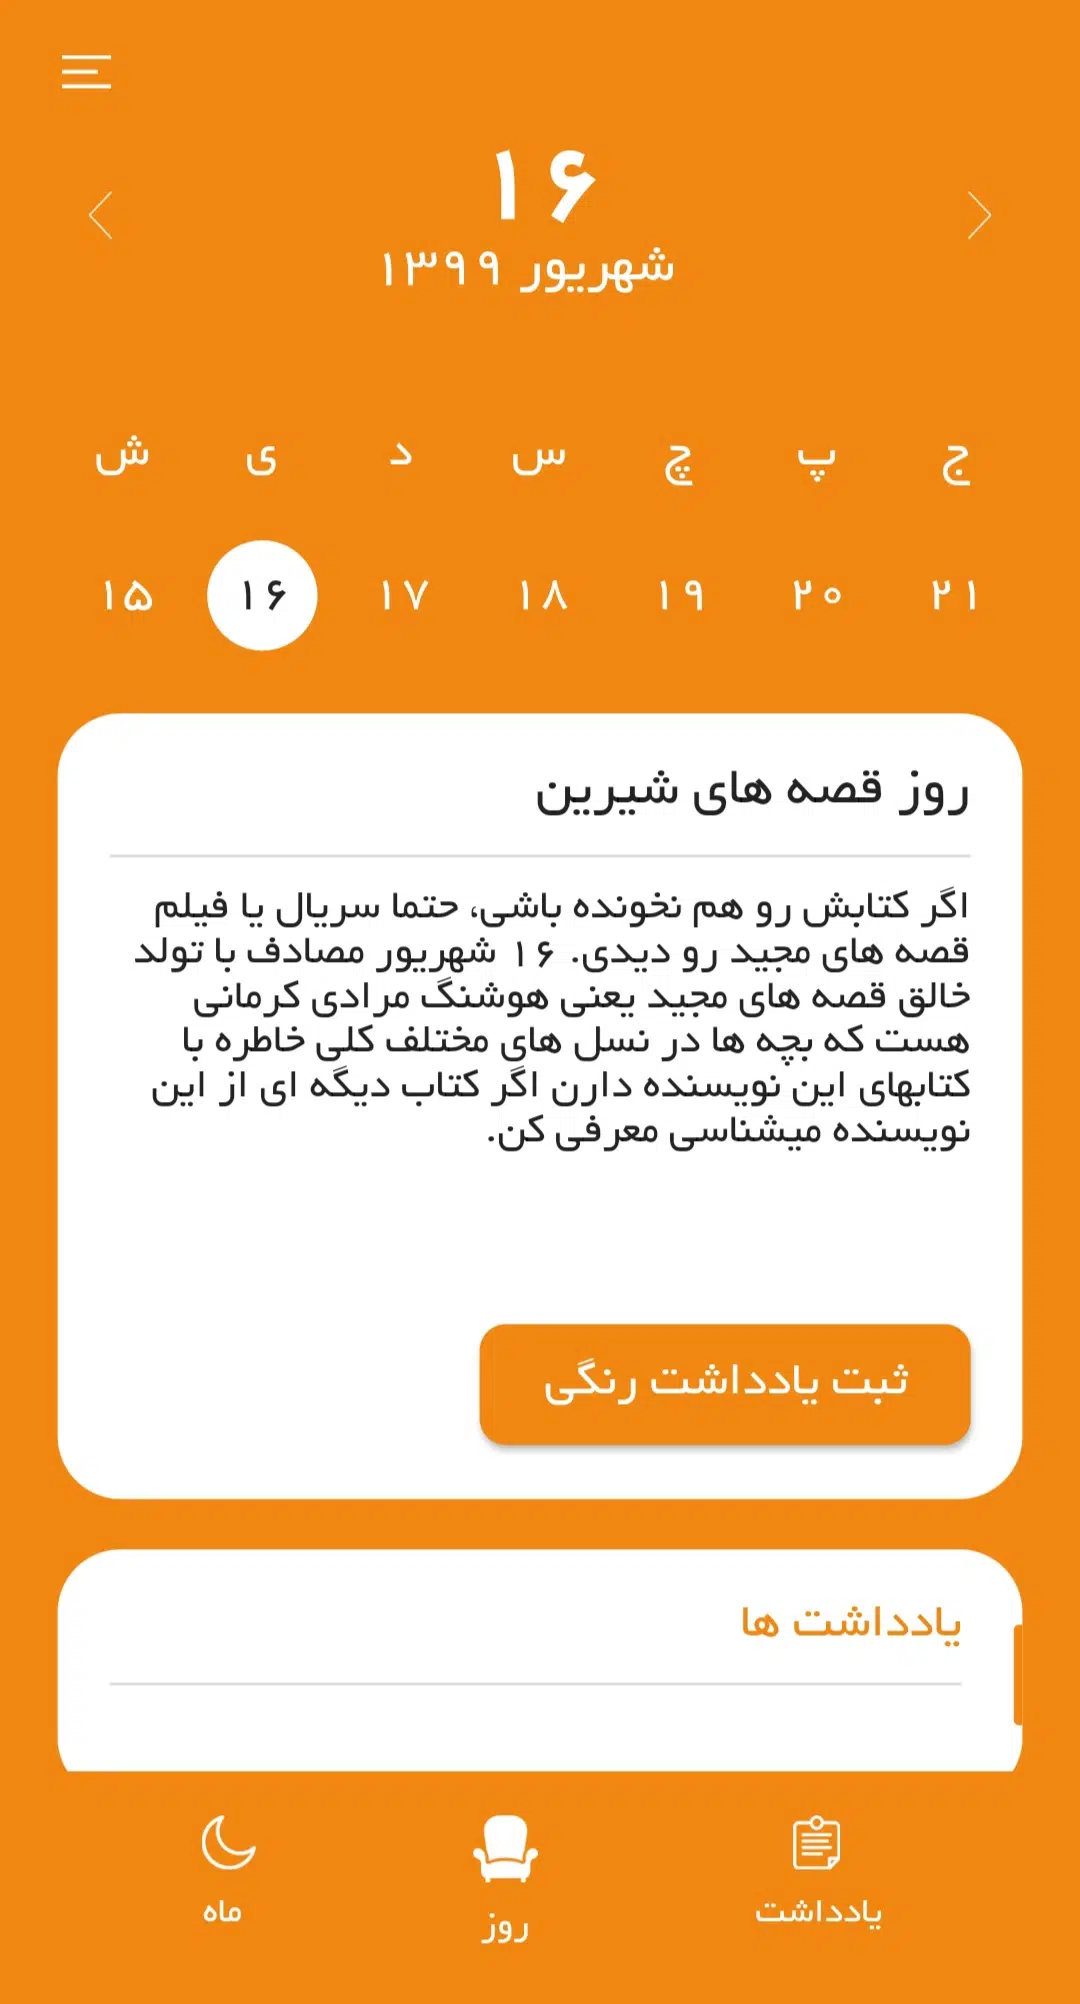 ۱۶
شهریور ۱۳۹۹
ش ی د س چ پ ج
۱۵ ۱۶ ۱۷ ۱۸ ۱۹ ۲۰ ۲۱
روز قصه های شیرین
اگر کتابش رو هم نخونده باشی، حتما سریال یا فیلم
قصه های مجید رو دیدی. ۱۶ شهریور مصادف با تولد
خالق قصه های مجید یعنی هوشنگ مرادی کرمانی
هست که بچه ها در نسل های مختلف کلی خاطره با
کتابهای این نویسنده دارن اگر کتاب دیگه ای از این
نویسنده میشناسی معرفی کن.
ثبت یادداشت رنگی
یادداشت ها
یادداشت روز ماه